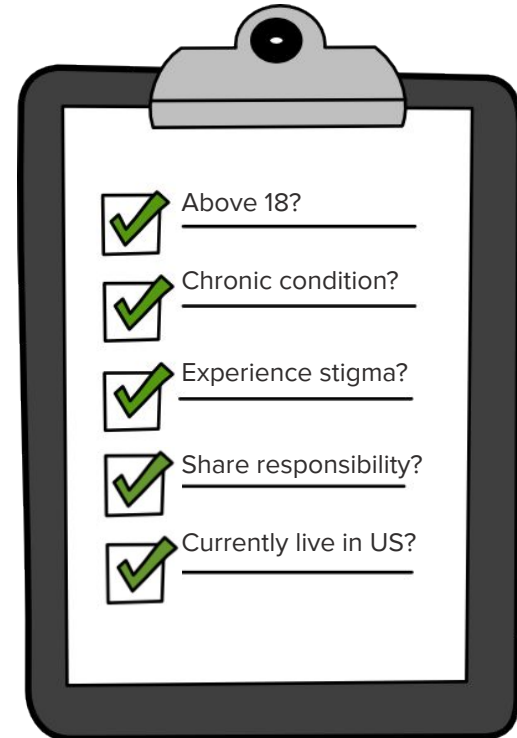 Above 18?
Chronic condition?
Experience stigma?
Share responsibility?
Currently live in US?